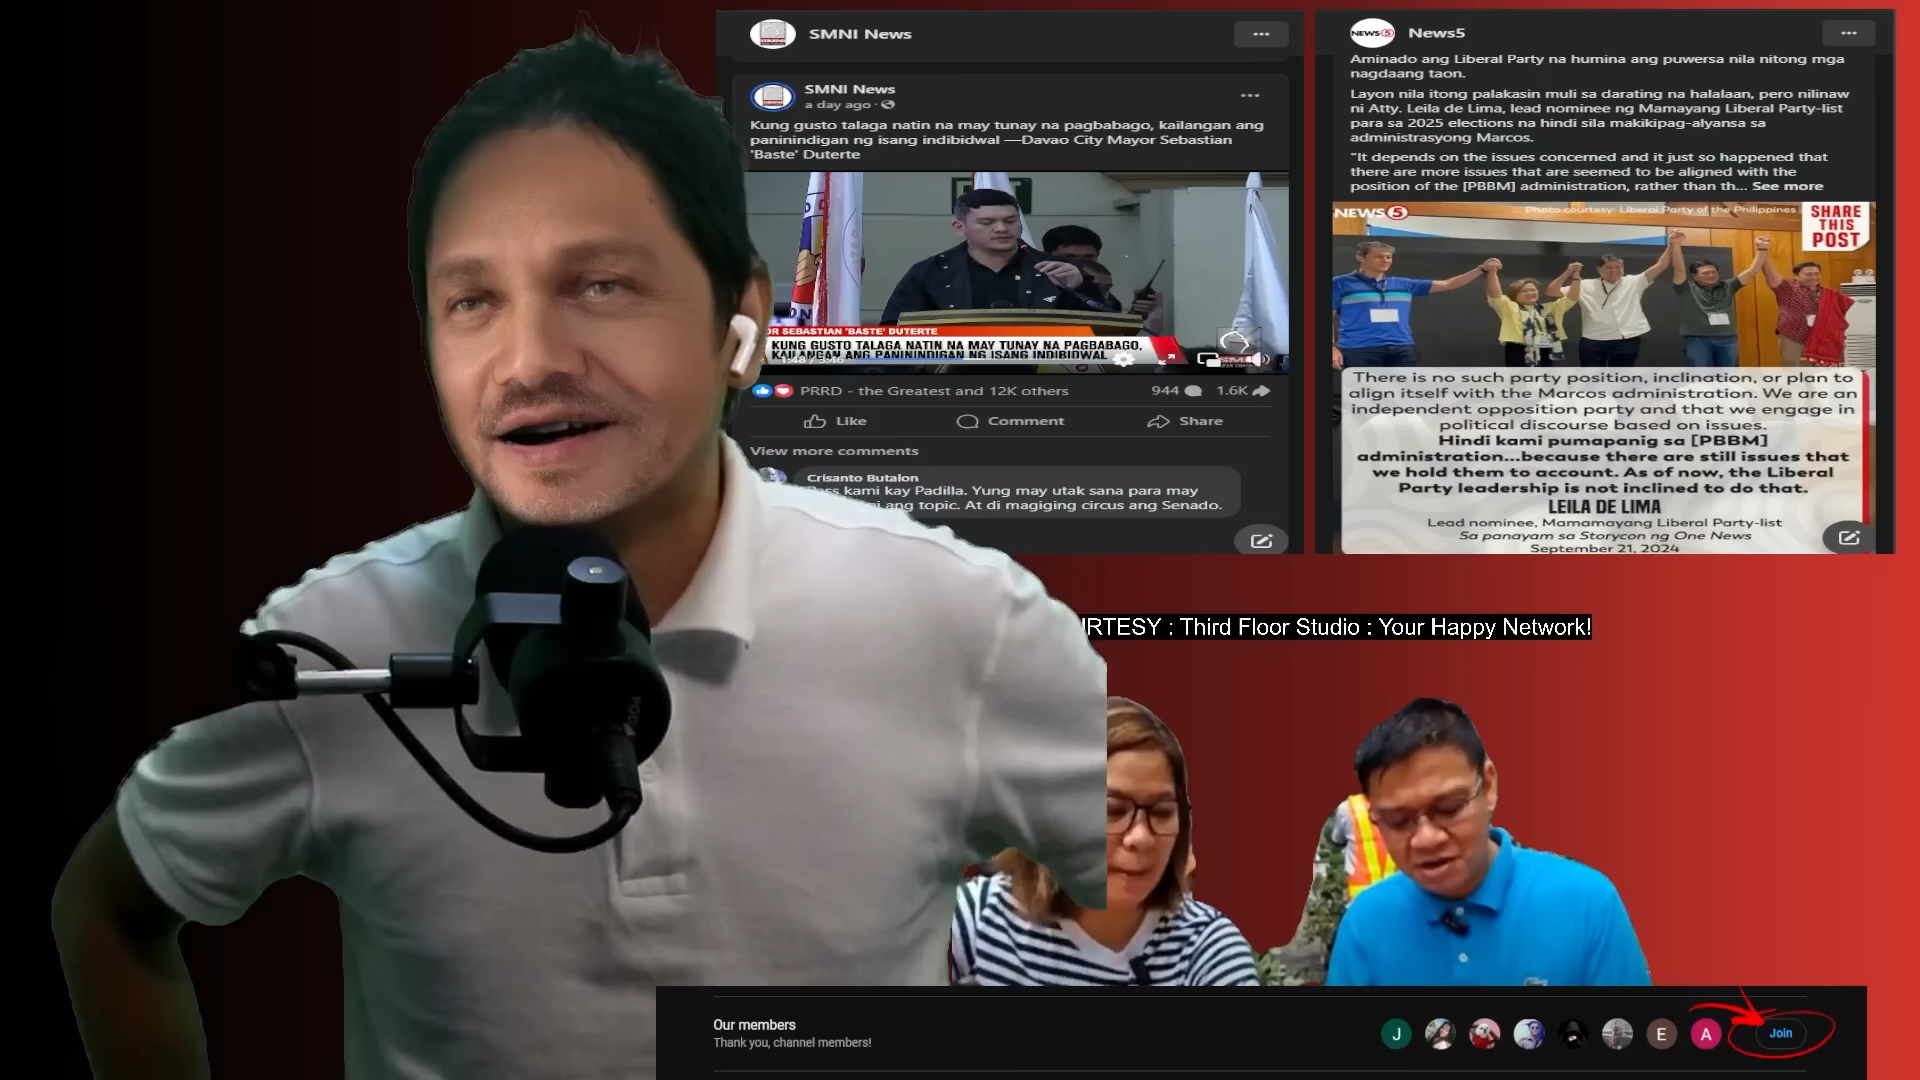 SMNI News
SMNI News
a day ago
Kung gusto talaga natin na may tunay na pagbabago, kailangan ang
paninindigan ng isang indibidwal —Davao City Mayor Sebastian
'Baste' Duterte
OR SEBASTIAN 'BASTE' DUTERTE
KUNG GUSTO TALAGA NATIN NA MAY TUNAY NA PAGBABAGO,
KAILANGAN ANG PANININDIGAN NG ISANG INDIBIDWAL
1:48 / 3:46
PRRD - the Greatest and 12K others
944
1.6K
Like
Comment
Share
View more comments
Crisanto Butalon
kami kay Padilla. Yung may utak sana para may
ang topic. At di magiging circus ang Senado.
NEWS5
News5
Aminado ang Liberal Party na humina ang puwersa nila nitong mga
nagdaang taon.
Layon nila itong palakasin muli sa darating na halalaan, pero nilinaw
ni Atty. Leila de Lima, lead nominee ng Mamayang Liberal Party-list
para sa 2025 elections na hindi sila makikipag-alyansa sa
administrasyong Marcos.
"It depends on the issues concerned and it just so happened that
there are more issues that are seemed to be aligned with the
position of the [PBBM] administration, rather than th... See more
NEWS5
Photo courtesy: Liberal Party of the Philippines
SHARE
THIS
POST
There is no such party position, inclination, or plan to
align itself with the Marcos administration. We are an
independent opposition party and that we engage in
political discourse based on issues.
Hindi kami pumapanig sa [PBBM]
administration...because there are still issues that
we hold them to account. As of now, the Liberal
Party leadership is not inclined to do that.
LEILA DE LIMA
Lead nominee, Mamamayang Liberal Party-list
Sa panayam sa Storycon ng One News
September 21, 2024
RTESY : Third Floor Studio : Your Happy Network!
Our members
Thank you, channel members!
J
E
A
Join